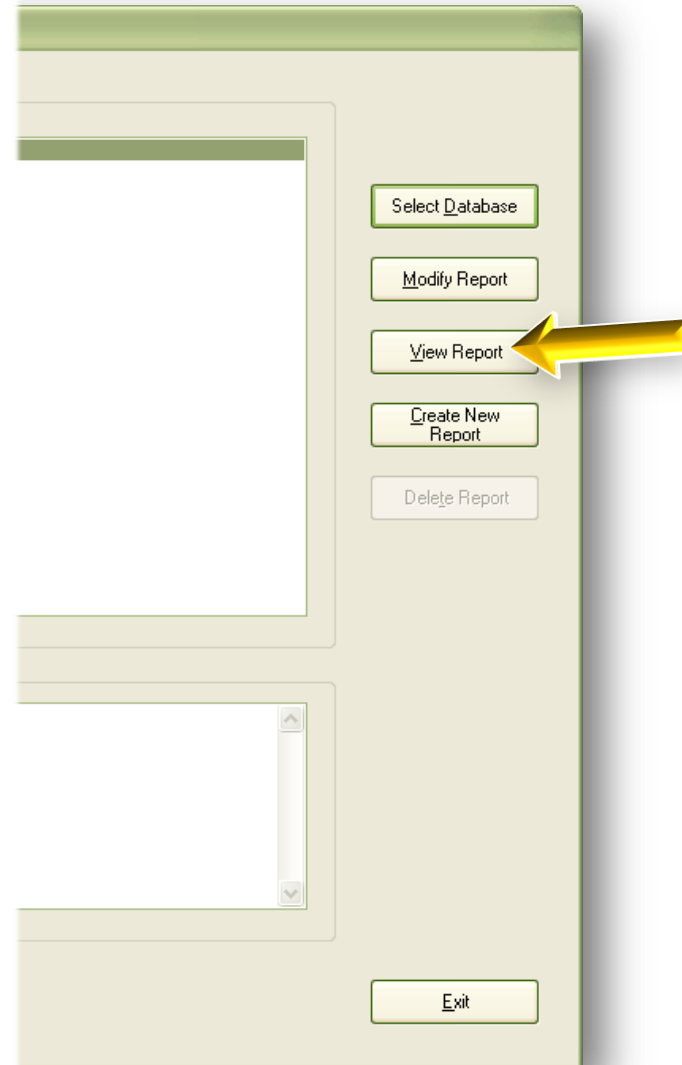 Select Database
Modify Report
View Report
Create New
Report
Delete Report
Exit